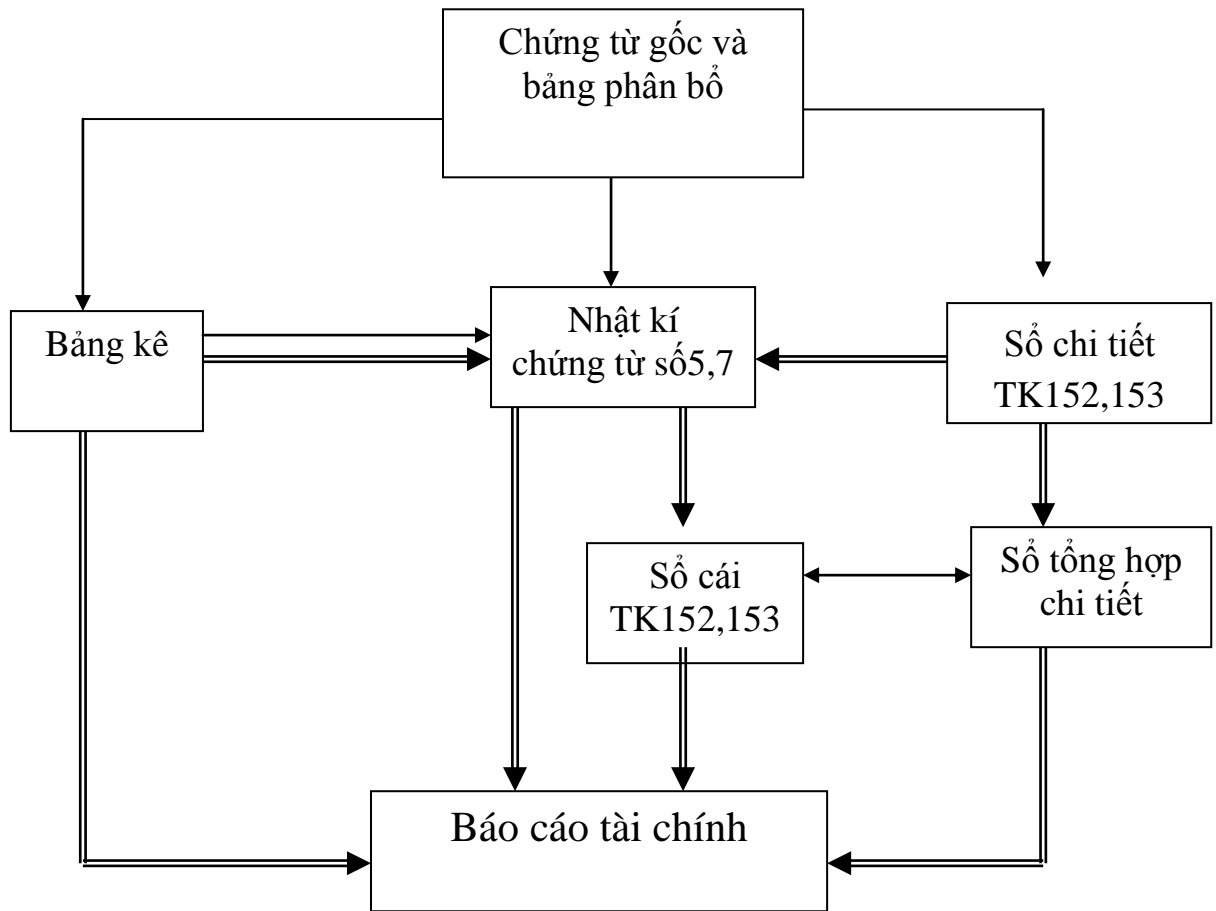 Chứng từ gốc và
bảng phân bổ
Bảng kê
Nhật kí
chứng từ số5,7
Sổ chi tiết
TK152,153
Sổ cái
TK152,153
Sổ tổng hợp
chi tiết
Báo cáo tài chính